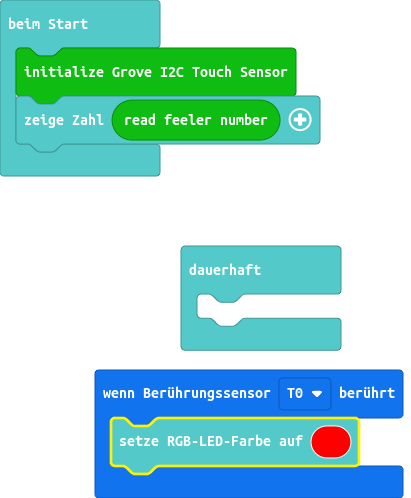 beim Start
initialize Grove I2C Touch Sensor
zeige Zahl read feeler number
dauerhaft
wenn Berührungssensor T0 berührt
setze RGB-LED-Farbe auf